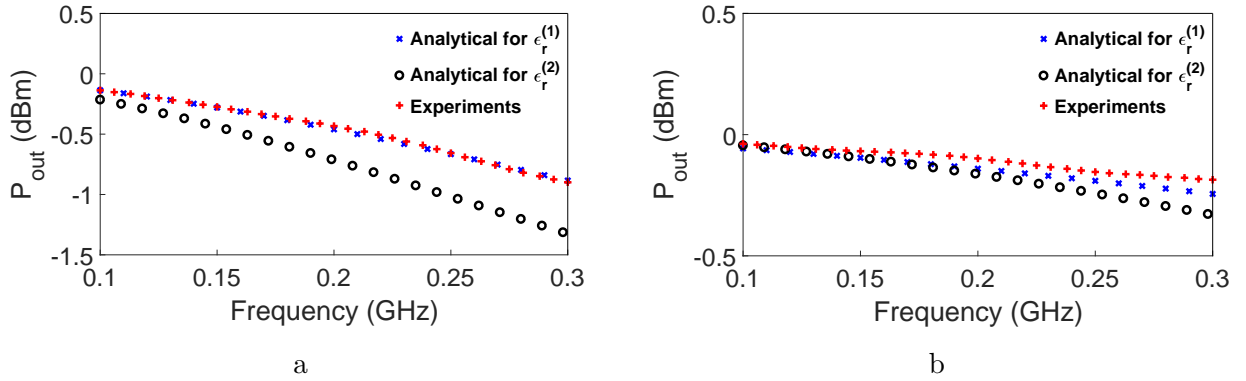 0.5
0
-0.5
-1
-1.5
P_out (dBm)
0.1 0.15 0.2 0.25 0.3
Frequency (GHz)
Analytical for ϵ_r^(1)
Analytical for ϵ_r^(2)
Experiments
a
0.5
0
-0.5
P_out (dBm)
0.1 0.15 0.2 0.25 0.3
Frequency (GHz)
Analytical for ϵ_r^(1)
Analytical for ϵ_r^(2)
Experiments
b